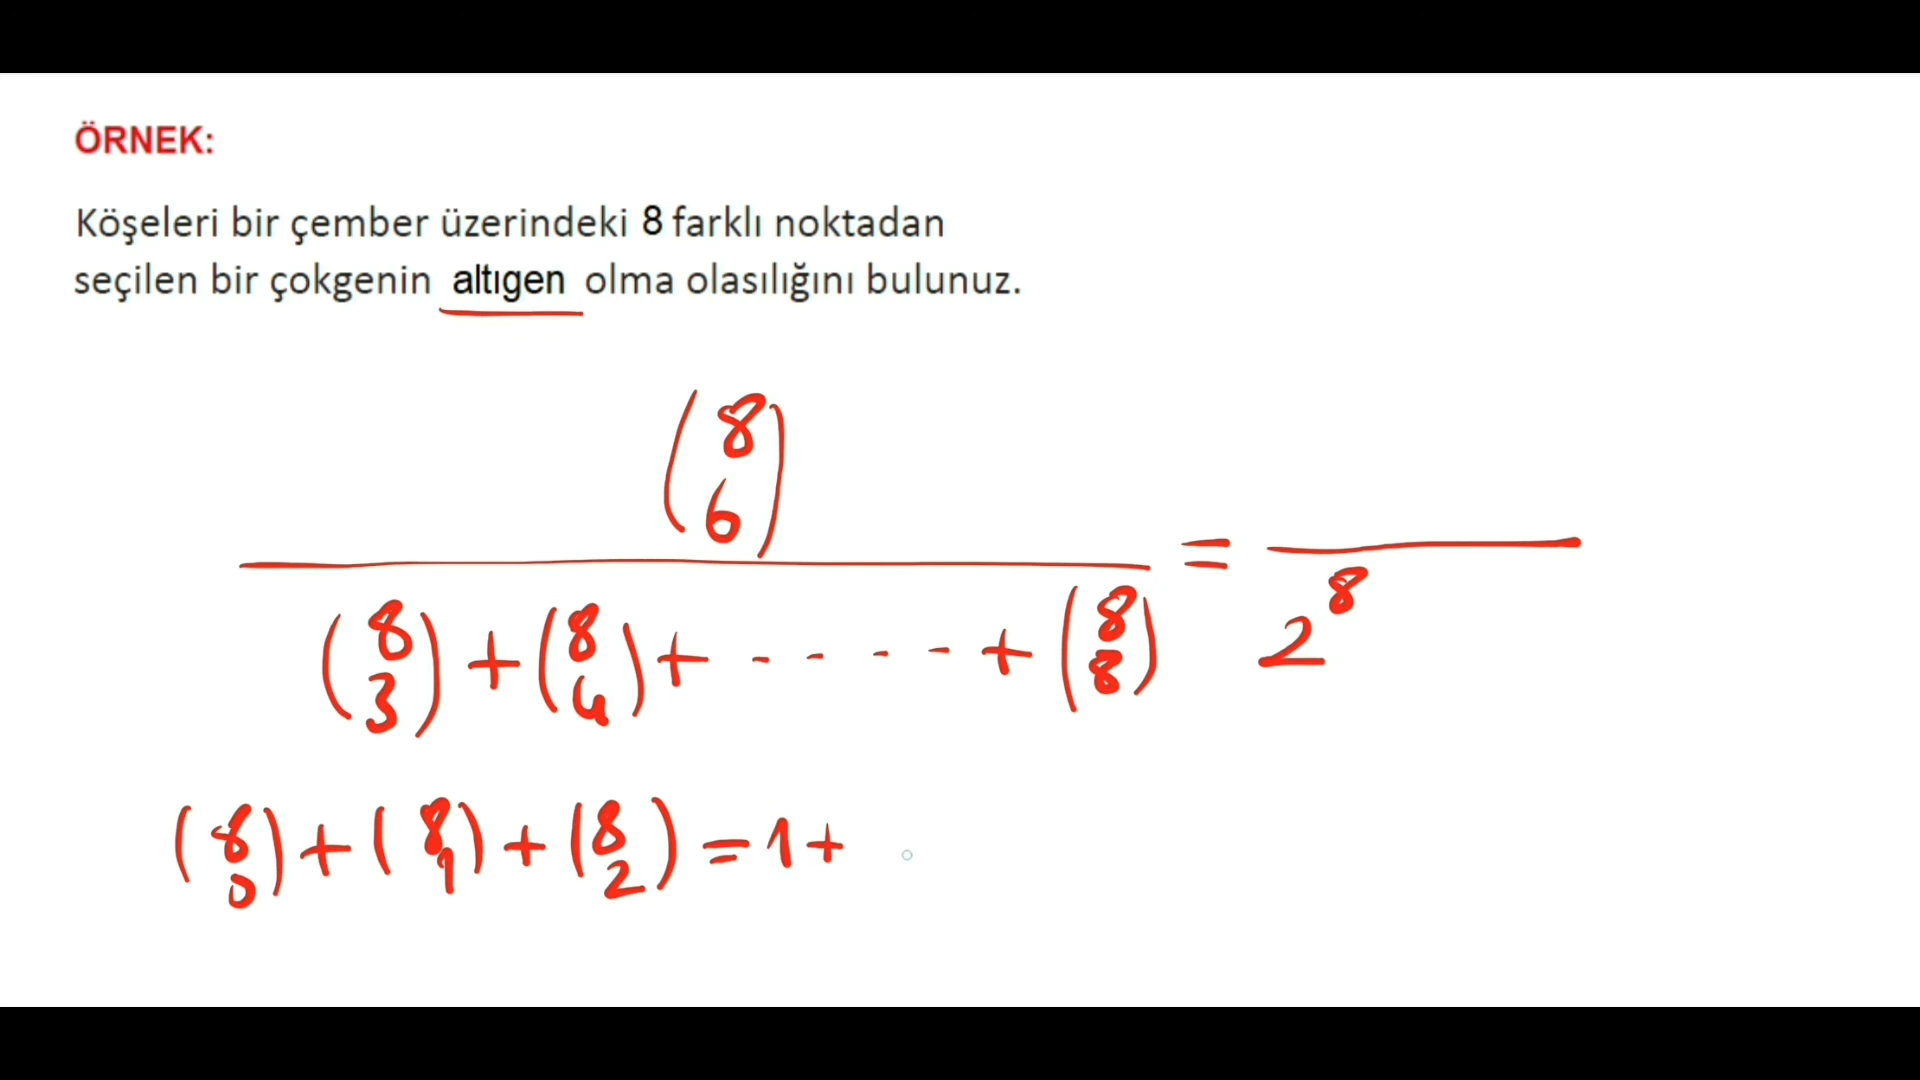 ÖRNEK:
Köşeleri bir çember üzerindeki 8 farklı noktadan
seçilen bir çokgenin altıgen olma olasılığını bulunuz.
(8 6)
(8 3) + (8 4) + - - - - + (8 8) = 2^8
(8 0) + (8 1) + (8 2) = 1 +